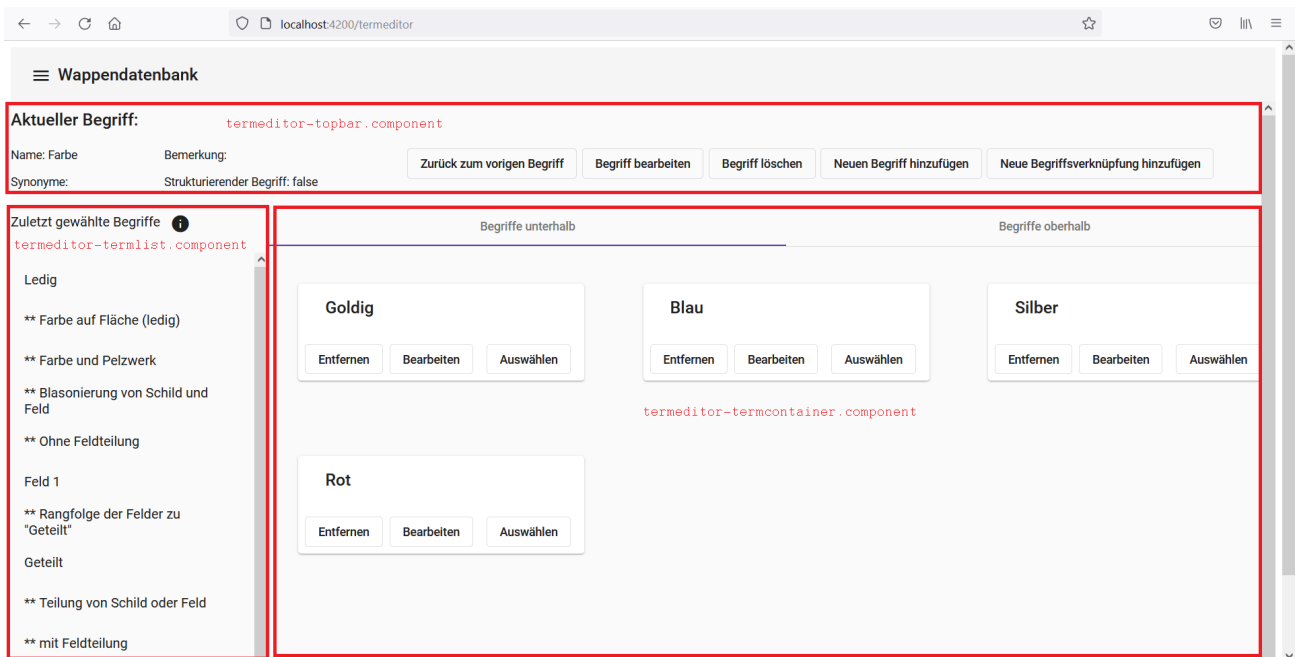 localhost:4200/termeditor
Wappendatenbank
Aktueller Begriff:
termeditor-topbar.component
Name: Farbe
Bemerkung:
Zurück zum vorigen Begriff
Begriff bearbeiten
Begriff löschen
Neuen Begriff hinzufügen
Neue Begriffsverknüpfung hinzufügen
Synonyme:
Strukturierender Begriff: false
Zuletzt gewählte Begriffe
termeditor-termlist.component
Ledig
** Farbe auf Fläche (ledig)
** Farbe und Pelzwerk
** Blasonierung von Schild und
Feld
** Ohne Feldteilung
Feld 1
** Rangfolge der Felder zu
"Geteilt"
Geteilt
** Teilung von Schild oder Feld
** mit Feldteilung
Begriffe unterhalb
Begriffe oberhalb
Goldig
Entfernen
Bearbeiten
Auswählen
Blau
Entfernen
Bearbeiten
Auswählen
Silber
Entfernen
Bearbeiten
Auswählen
termeditor-termcontainer.component
Rot
Entfernen
Bearbeiten
Auswählen